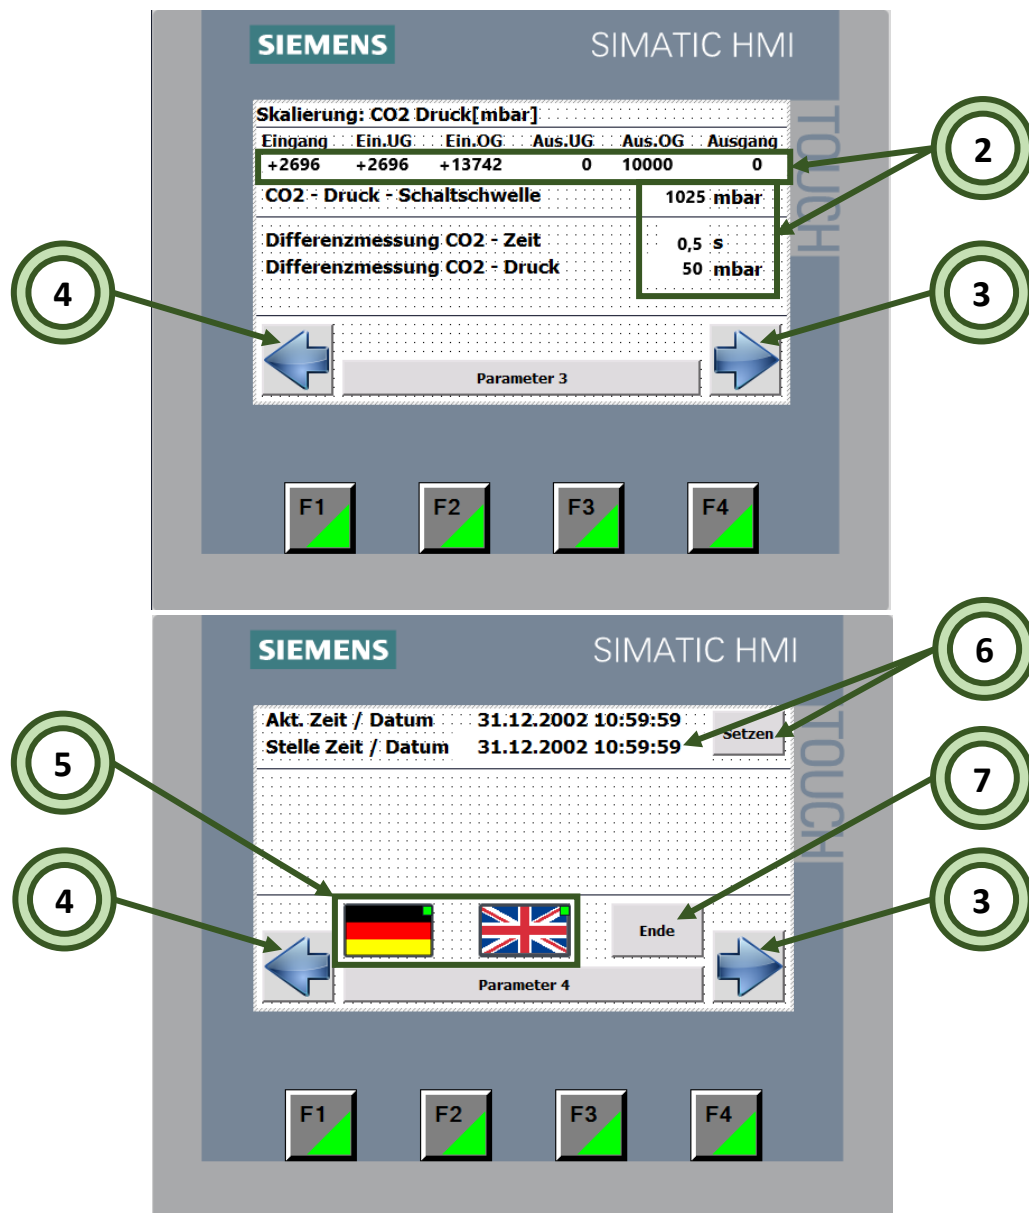 SIEMENS SIMATIC HMI
TOUCH
Skalierung: CO2 Druck[mbar]
Eingang Ein.UG Ein.OG Aus.UG Aus.OG Ausgang
+2696 +2696 +13742 0 10000 0
2
CO2 - Druck - Schaltschwelle 1025 mbar
Differenzmessung CO2 - Zeit 0,5 s
Differenzmessung CO2 - Druck 50 mbar
4
3
Parameter 3
F1 F2 F3 F4
SIEMENS SIMATIC HMI
6
TOUCH
Akt. Zeit / Datum 31.12.2002 10:59:59 Setzen
Stelle Zeit / Datum 31.12.2002 10:59:59
5
7
4
3
Ende
Parameter 4
F1 F2 F3 F4